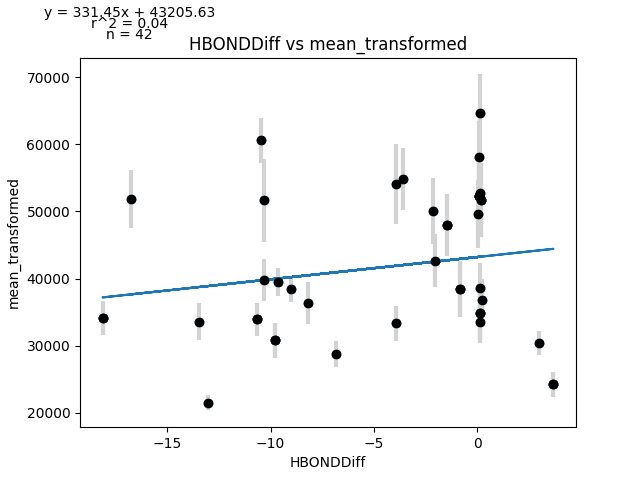 y = 331.45x + 43205.63
r^2 = 0.04
n = 42
HBONDDiff vs mean_transformed
70000
60000
50000
40000
30000
20000
mean_transformed
−15
−10
−5
0
HBONDDiff